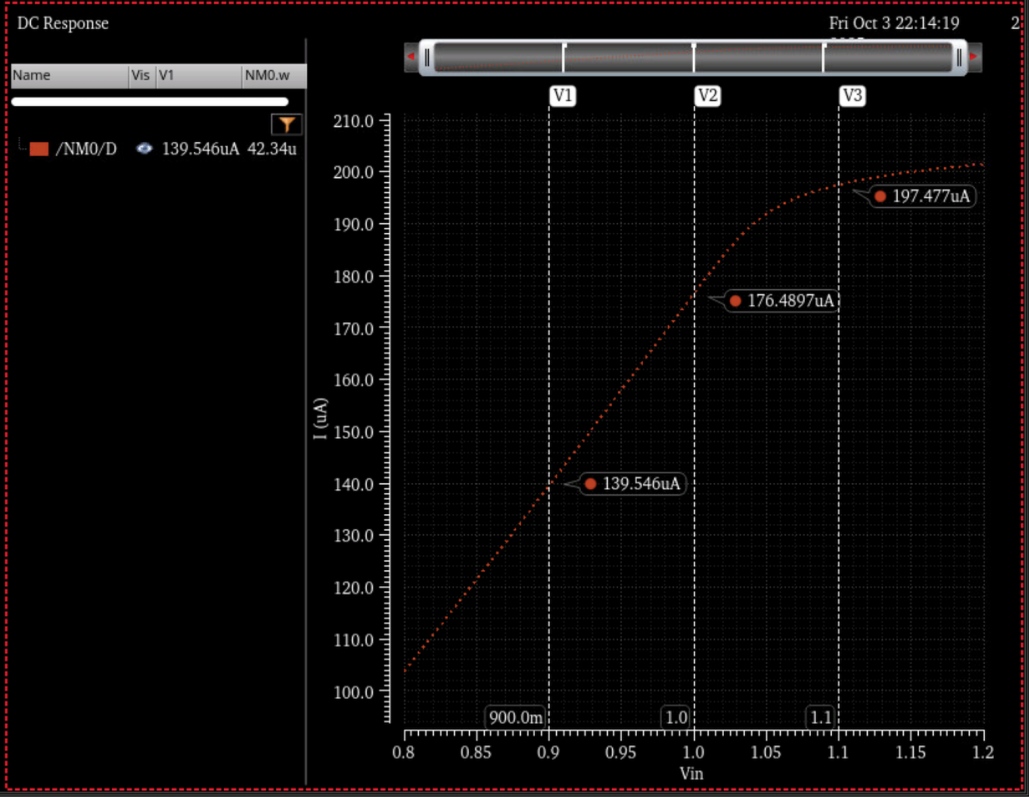 DC Response
Fri Oct 3 22:14:19 2
Name Vis V1 NM0.w
/NM0/D 139.546uA 42.34u
V1 V2 V3
210.0
200.0
197.477uA
190.0
180.0
176.4897uA
170.0
160.0
150.0
I (uA)
140.0
139.546uA
130.0
120.0
110.0
100.0
900.0m 1.0 1.1
0.8 0.85 0.9 0.95 1.0 1.05 1.1 1.15 1.2
Vin